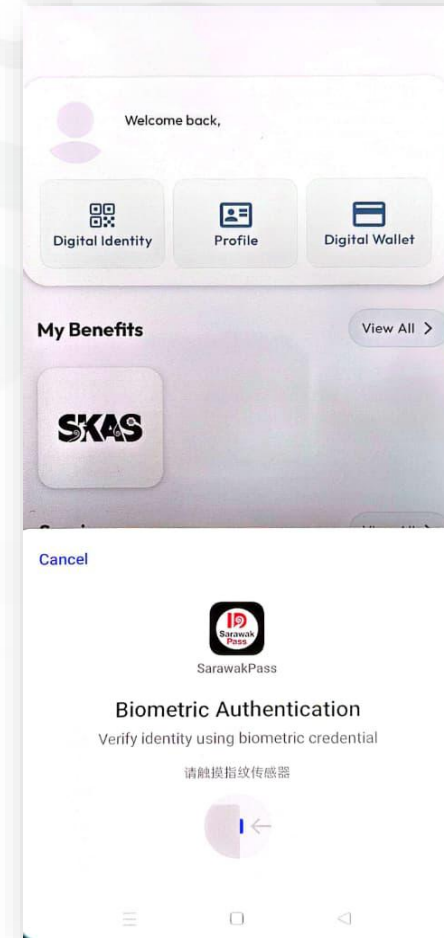 Welcome back,
Digital Identity
Profile
Digital Wallet
My Benefits
View All >
SKAS
Cancel
ID
Sarawak
Pass
SarawakPass
Biometric Authentication
Verify identity using biometric credential
请触摸指纹传感器